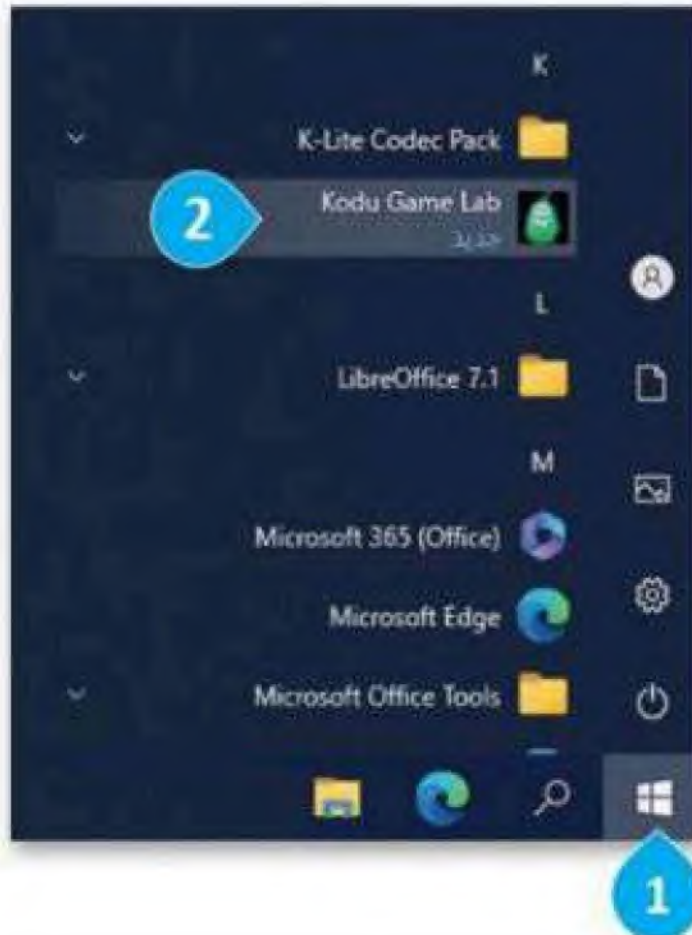 K
K-Lite Codec Pack
2
Kodu Game Lab
جديد
L
LibreOffice 7.1
M
Microsoft 365 (Office)
Microsoft Edge
Microsoft Office Tools
1